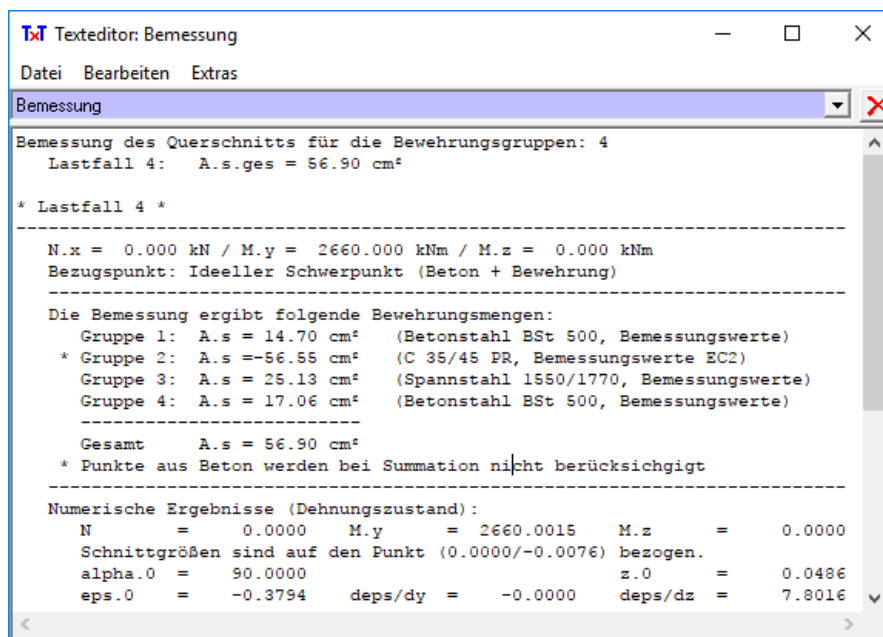 TxT Texteditor: Bemessung
Datei Bearbeiten Extras
Bemessung
Bemessung des Querschnitts für die Bewehrungsgruppen: 4
Lastfall 4: A.s.ges = 56.90 cm²
* Lastfall 4 *
--------------------------------------------------------------------------------
N.x = 0.000 kN / M.y = 2660.000 kNm / M.z = 0.000 kNm
Bezugspunkt: Ideeller Schwerpunkt (Beton + Bewehrung)
-----------------------------------------------------------------------------
Die Bemessung ergibt folgende Bewehrungsmengen:
Gruppe 1: A.s = 14.70 cm² (Betonstahl BSt 500, Bemessungswerte)
* Gruppe 2: A.s =-56.55 cm² (C 35/45 PR, Bemessungswerte EC2)
Gruppe 3: A.s = 25.13 cm² (Spannstahl 1550/1770, Bemessungswerte)
Gruppe 4: A.s = 17.06 cm² (Betonstahl BSt 500, Bemessungswerte)
--------------------------
Gesamt A.s = 56.90 cm²
* Punkte aus Beton werden bei Summation nicht berücksichgigt
-----------------------------------------------------------------------------
Numerische Ergebnisse (Dehnungszustand):
N = 0.0000 M.y = 2660.0015 M.z = 0.0000
Schnittgrößen sind auf den Punkt (0.0000/-0.0076) bezogen.
alpha.0 = 90.0000 z.0 = 0.0486
eps.0 = -0.3794 deps/dy = -0.0000 deps/dz = 7.8016